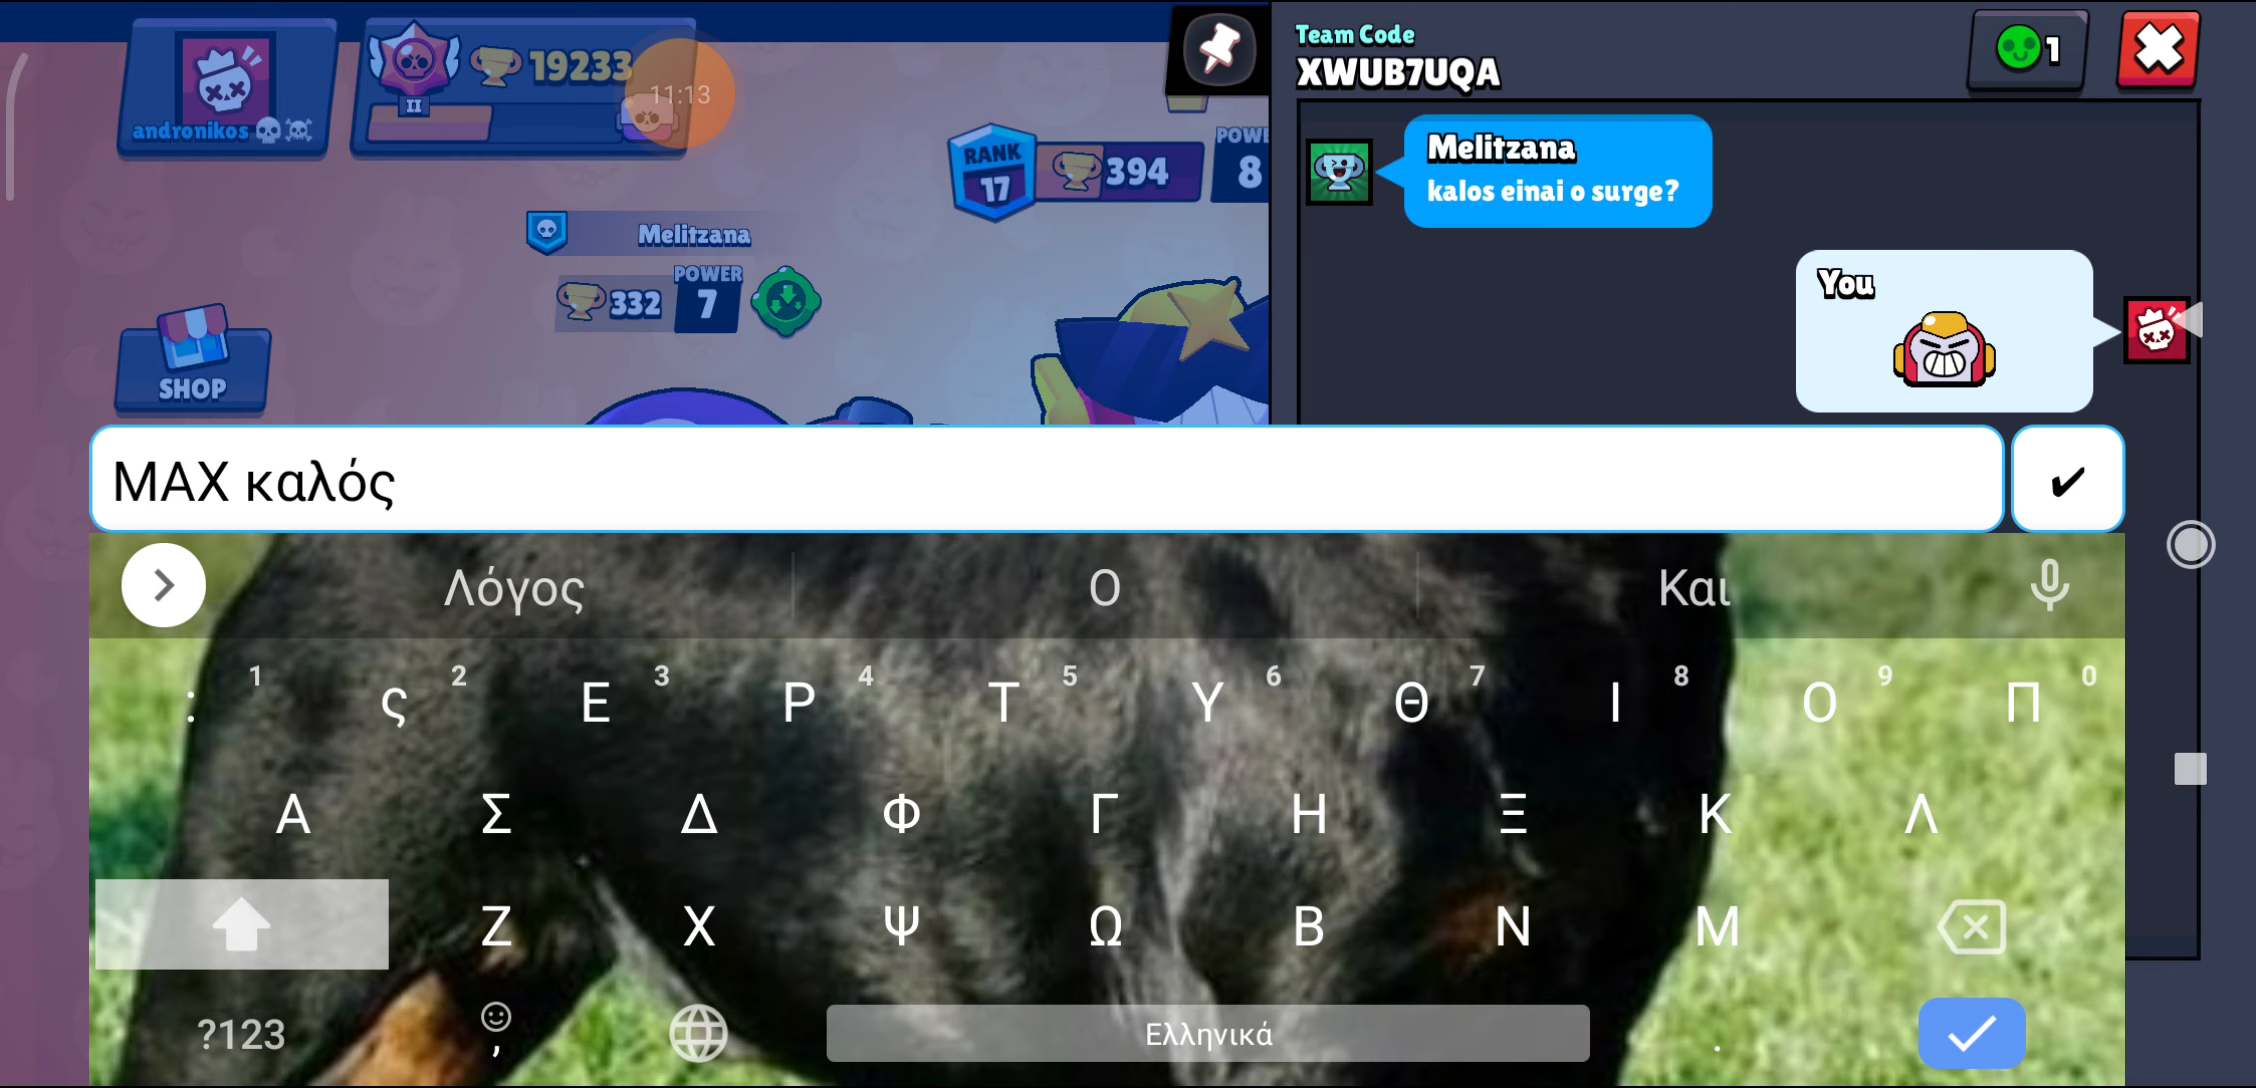 andronikos
II
19233
11:13
RANK
17
394
POWE
8
Melitzana
332
POWER
7
SHOP
Team Code
XWUB7UQA
1
Melitzana
kalos einai o surge?
You
ΜΑΧ καλός
Λόγος
Ο
Και
1 2 3 4 5 6 7 8 9 0
: ς Ε Ρ Τ Υ Θ Ι Ο Π
Α Σ Δ Φ Γ Η Ξ Κ Λ
Ζ Χ Ψ Ω Β Ν Μ
?123 , Ελληνικά .